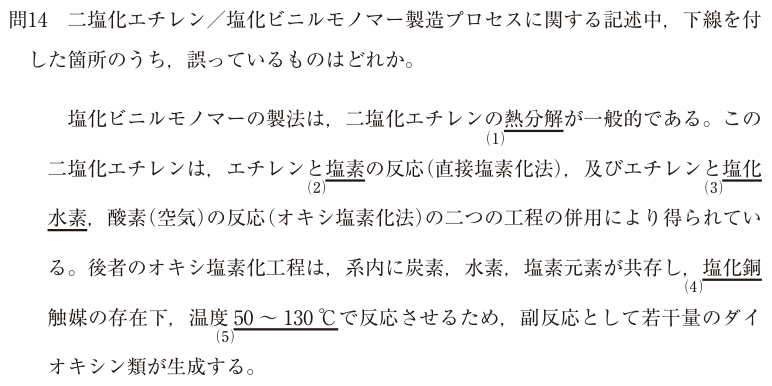 問14　二塩化エチレン／塩化ビニルモノマー製造プロセスに関する記述中，下線を付
した箇所のうち，誤っているものはどれか。
塩化ビニルモノマーの製法は，二塩化エチレンの熱分解が一般的である。この
(1)
二塩化エチレンは，エチレンと塩素の反応(直接塩素化法)，及びエチレンと塩化
(2) (3)
水素，酸素(空気)の反応(オキシ塩素化法)の二つの工程の併用により得られてい
る。後者のオキシ塩素化工程は，系内に炭素，水素，塩素元素が共存し，塩化銅
(4)
触媒の存在下，温度 50 ～ 130 ℃で反応させるため，副反応として若干量のダイ
(5)
オキシン類が生成する。